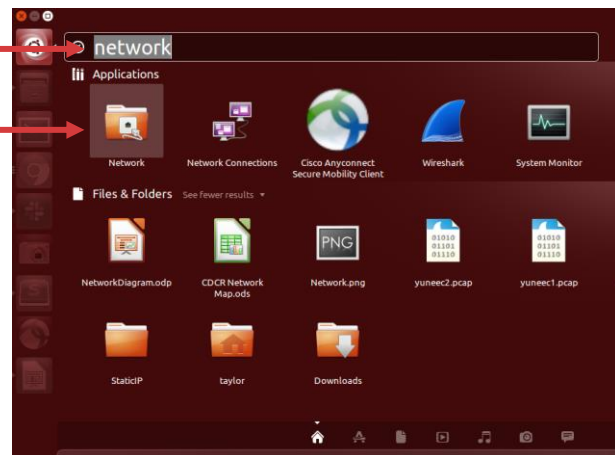 network
Applications
Network Network Connections Cisco Anyconnect Secure Mobility Client Wireshark System Monitor
Files & Folders See fewer results
PNG 01010 01101 01110 01010 01101 01110
NetworkDiagram.odp CDCR Network Map.ods Network.png yuneec2.pcap yuneec1.pcap
StaticIP taylor Downloads